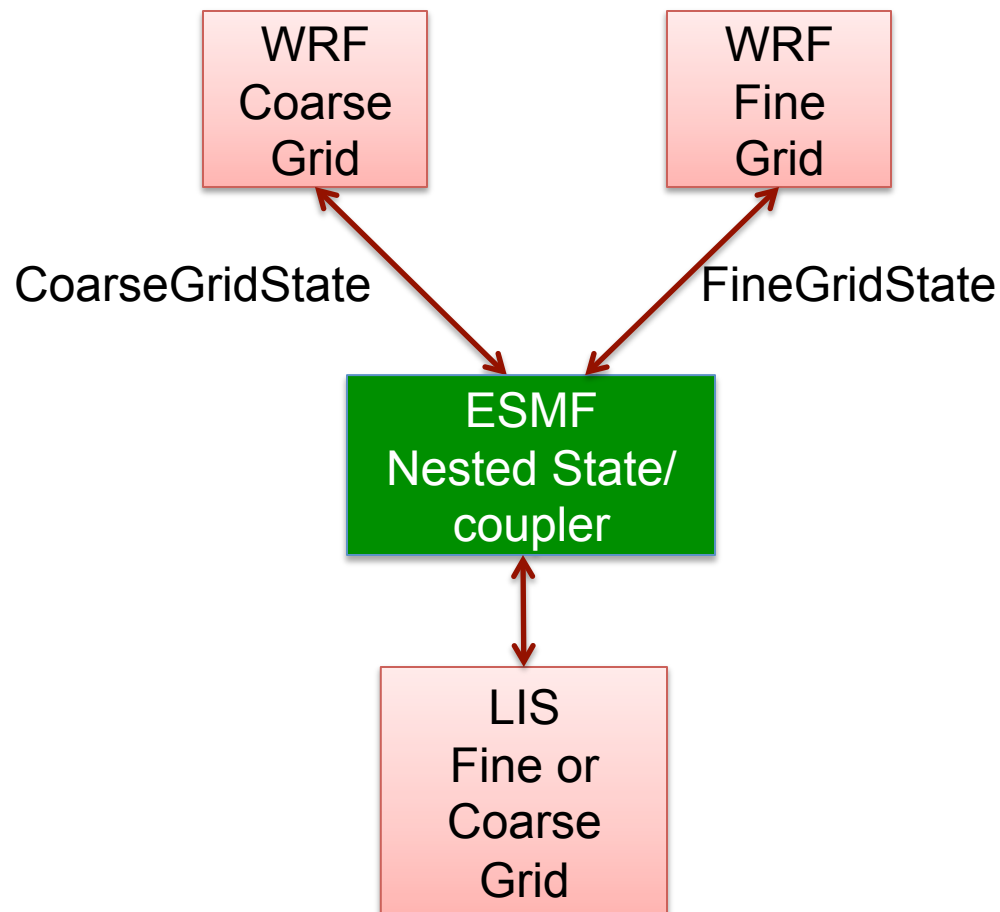 WRF
Coarse
Grid
WRF
Fine
Grid
CoarseGridState
FineGridState
ESMF
Nested State/
coupler
LIS
Fine or
Coarse
Grid